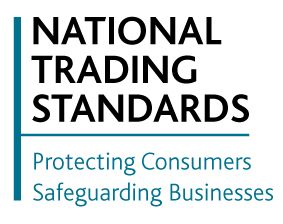 NATIONAL
TRADING
STANDARDS
Protecting Consumers
Safeguarding Businesses